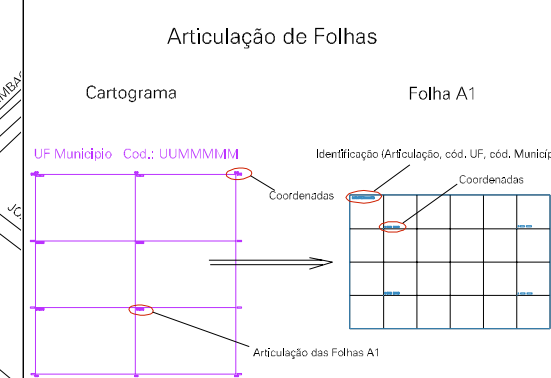 Articulação de Folhas
Cartograma
Folha A1
UF Municipio Cod.: UUMMMMM
Identificação (Articulação, cód. UF, cód. Municíp
Coordenadas
Coordenadas
Articulação das Folhas A1